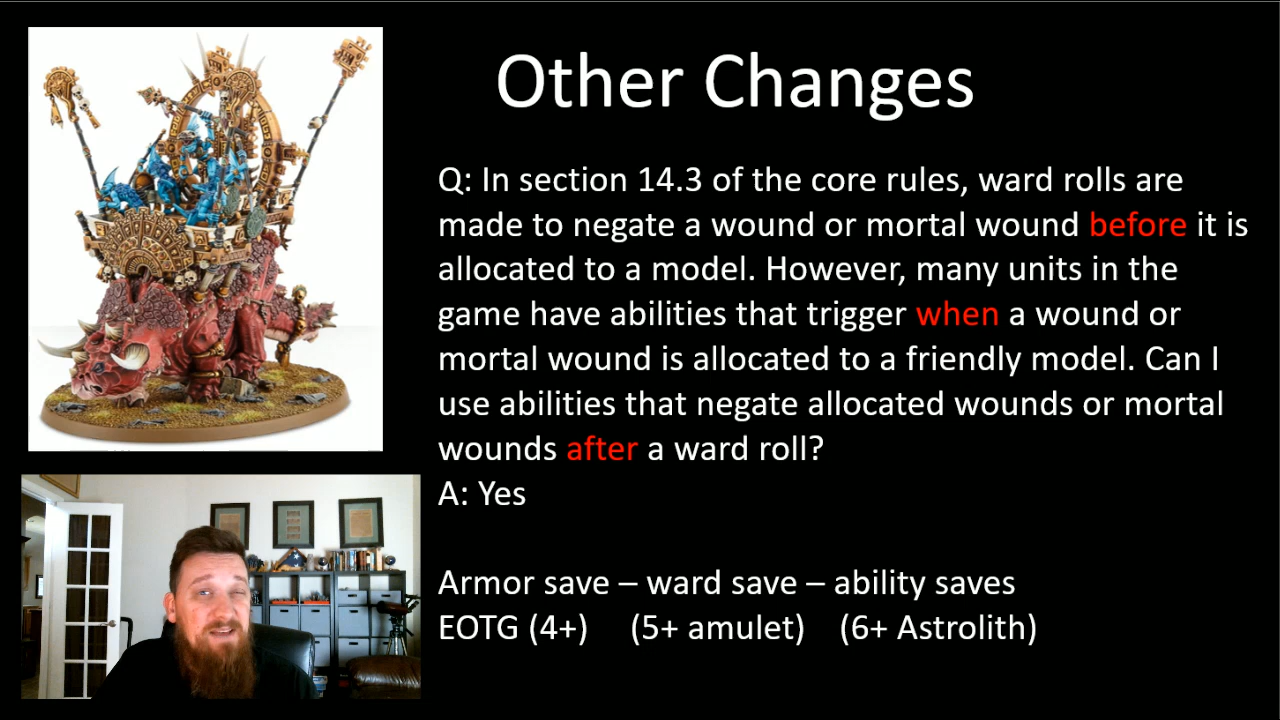 Other Changes
Q: In section 14.3 of the core rules, ward rolls are
made to negate a wound or mortal wound before it is
allocated to a model. However, many units in the
game have abilities that trigger when a wound or
mortal wound is allocated to a friendly model. Can I
use abilities that negate allocated wounds or mortal
wounds after a ward roll?
A: Yes
Armor save – ward save – ability saves
EOTG (4+) (5+ amulet) (6+ Astrolith)